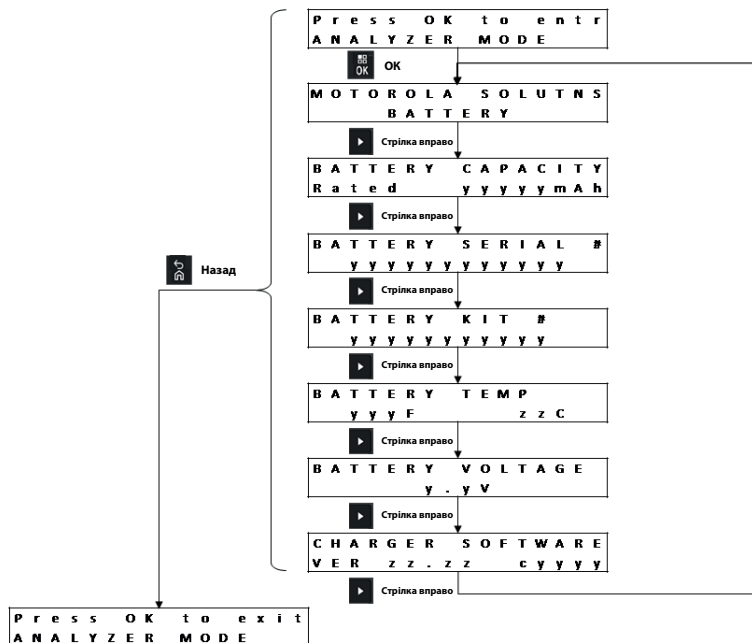 Press OK to entr
ANALYZER MODE
OK OK
MOTOROLA SOLUTNS
BATTERY
Стрілка вправо
BATTERY CAPACITY
Rated yyyyymAh
Стрілка вправо
BATTERY SERIAL #
yyyyyyyyyyyy
Назад
Стрілка вправо
BATTERY KIT #
yyyyyyyyyyy
Стрілка вправо
BATTERY TEMP
yyyF zzC
Стрілка вправо
BATTERY VOLTAGE
y.yV
Стрілка вправо
CHARGER SOFTWARE
VER zz.zz cyyyy
Стрілка вправо
Press OK to exit
ANALYZER MODE